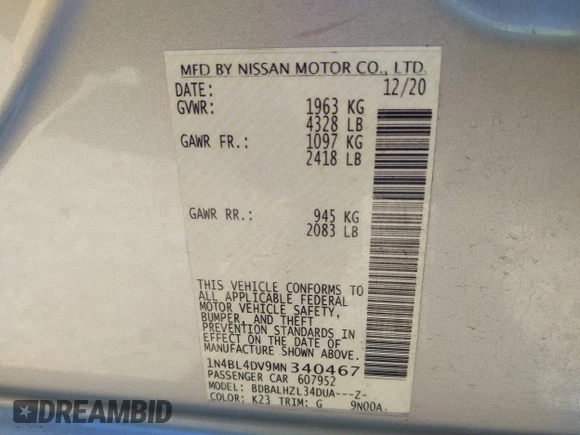 MFD BY NISSAN MOTOR CO., LTD.
DATE: 12/20
GVWR: 1963 KG
4328 LB
GAWR FR.: 1097 KG
2418 LB
GAWR RR.: 945 KG
2083 LB
THIS VEHICLE CONFORMS TO
ALL APPLICABLE FEDERAL
MOTOR VEHICLE SAFETY,
BUMPER, AND THEFT
PREVENTION STANDARDS IN
EFFECT ON THE DATE OF
MANUFACTURE SHOWN ABOVE.
1N4BL4DV9MN340467
PASSENGER CAR 607952
MODEL: BDBALHZL34DUA---Z-
COLOR: K23 TRIM: G 9N00A.
DREAMBID